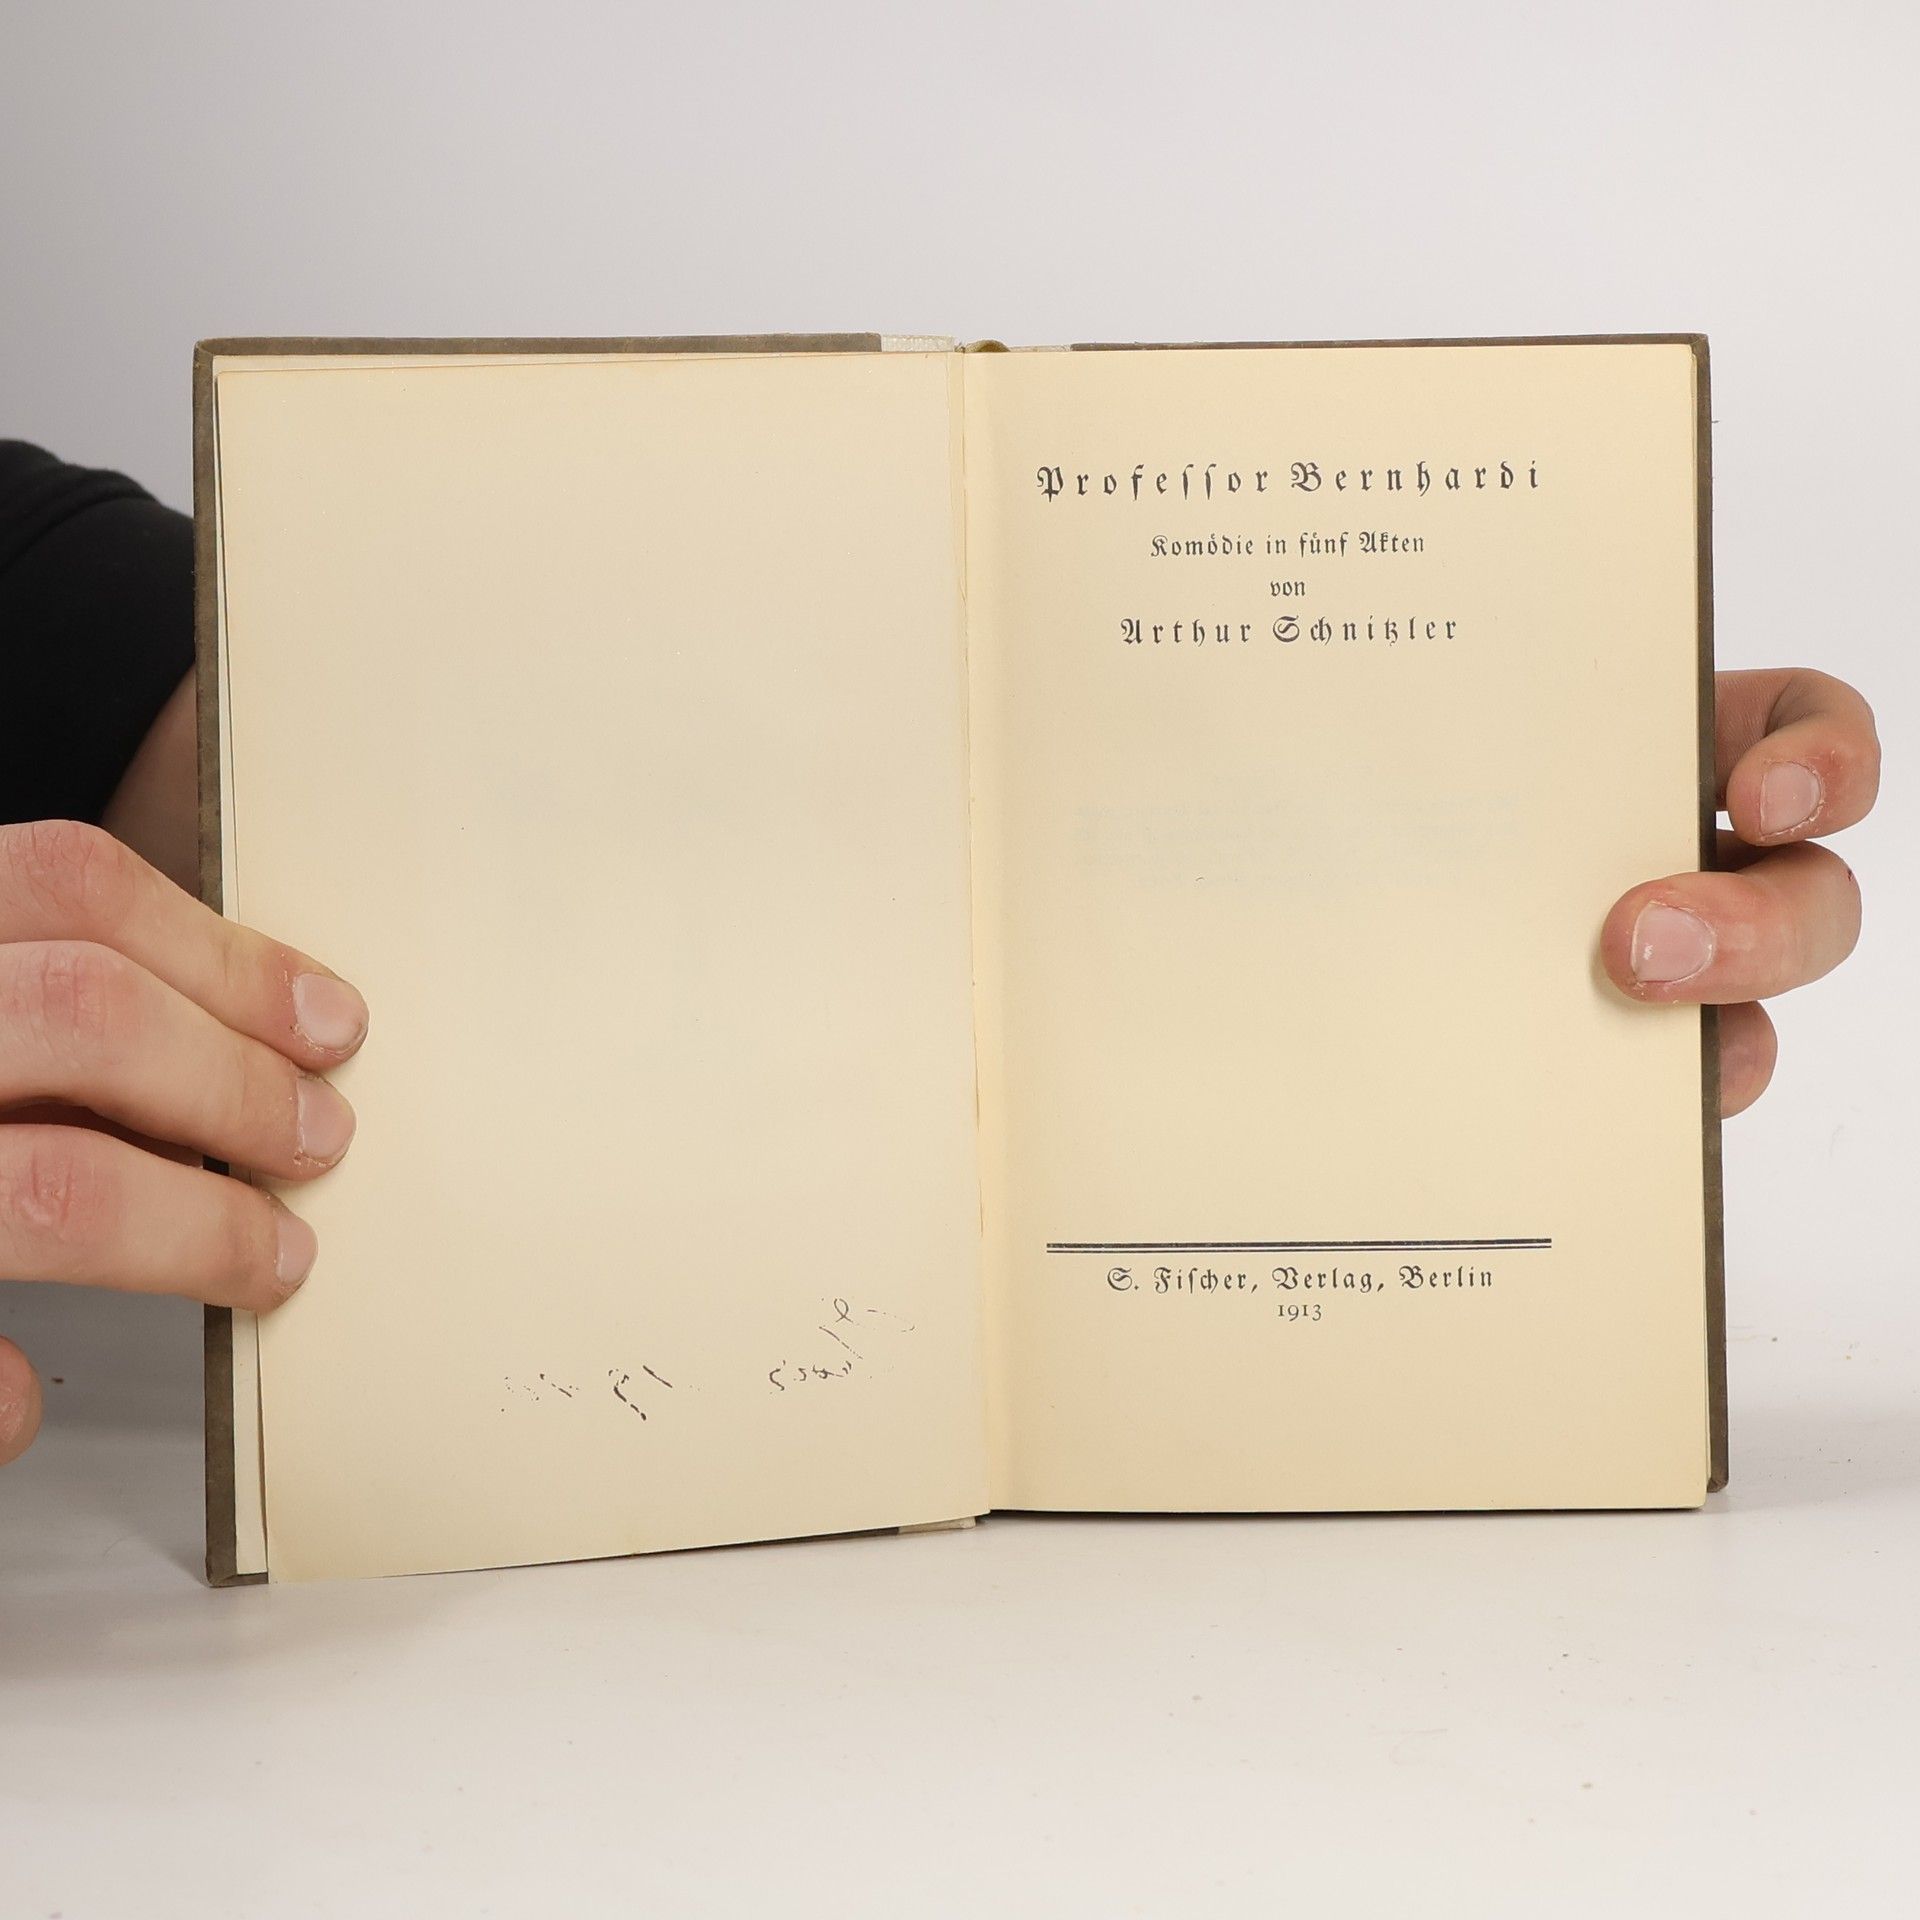 Profeſſor Bernhardi
Komödie in fünf Akten
von
Arthur Schnitzler
S. Fiſcher, Verlag, Berlin
1913